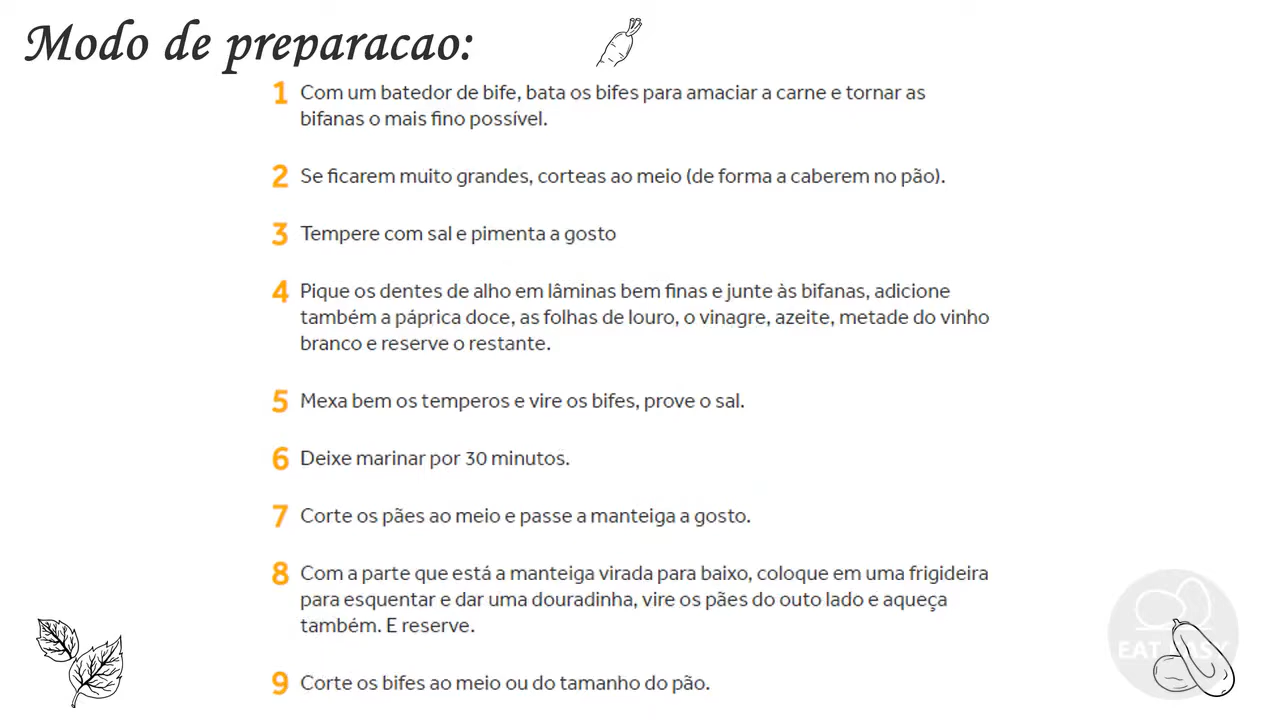 Modo de preparacao:
1 Com um batedor de bife, bata os bifes para amaciar a carne e tornar as
bifanas o mais fino possível.
2 Se ficarem muito grandes, corteas ao meio (de forma a caberem no pão).
3 Tempere com sal e pimenta a gosto
4 Pique os dentes de alho em lâminas bem finas e junte às bifanas, adicione
também a páprica doce, as folhas de louro, o vinagre, azeite, metade do vinho
branco e reserve o restante.
5 Mexa bem os temperos e vire os bifes, prove o sal.
6 Deixe marinar por 30 minutos.
7 Corte os pães ao meio e passe a manteiga a gosto.
8 Com a parte que está a manteiga virada para baixo, coloque em uma frigideira
para esquentar e dar uma douradinha, vire os pães do outo lado e aqueça
também. E reserve.
9 Corte os bifes ao meio ou do tamanho do pão.
EAT EASY